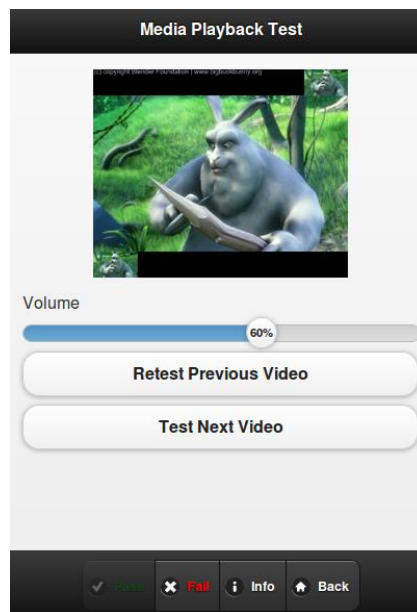 Media Playback Test
(c) copyright Blender Foundation | www.bigbuckbunny.org
Volume
60%
Retest Previous Video
Test Next Video
Pass
Fail
Info
Back